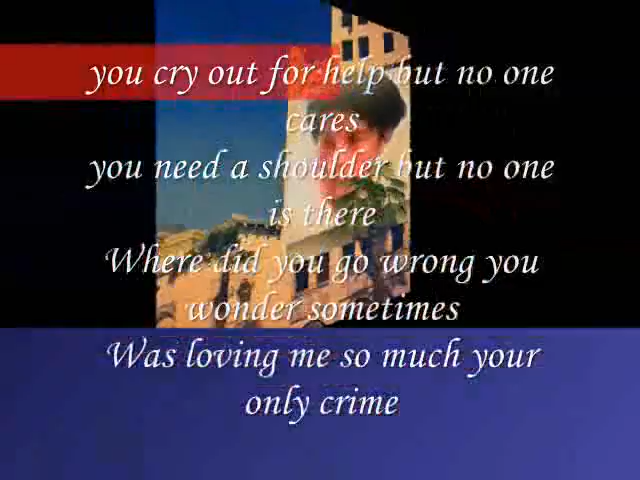 you cry out for help but no one
cares
you need a shoulder but no one
is there
Where did you go wrong you
wonder sometimes
Was loving me so much your
only crime